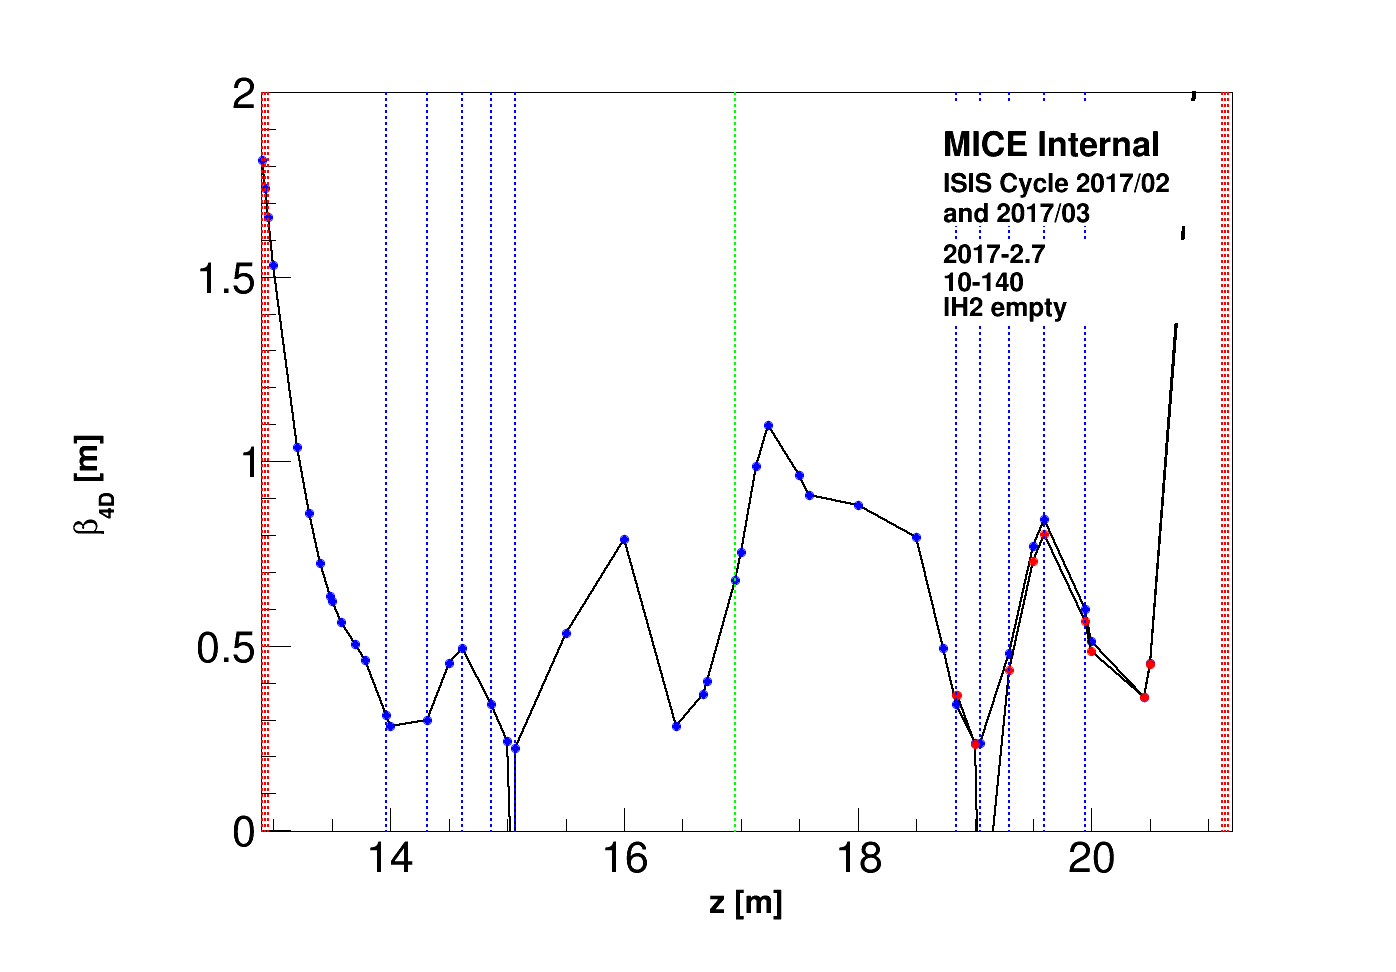 2
1.5
1
0.5
0
14
16
18
20
z [m]
β4D [m]
MICE Internal
ISIS Cycle 2017/02
and 2017/03
2017-2.7
10-140
lH2 empty